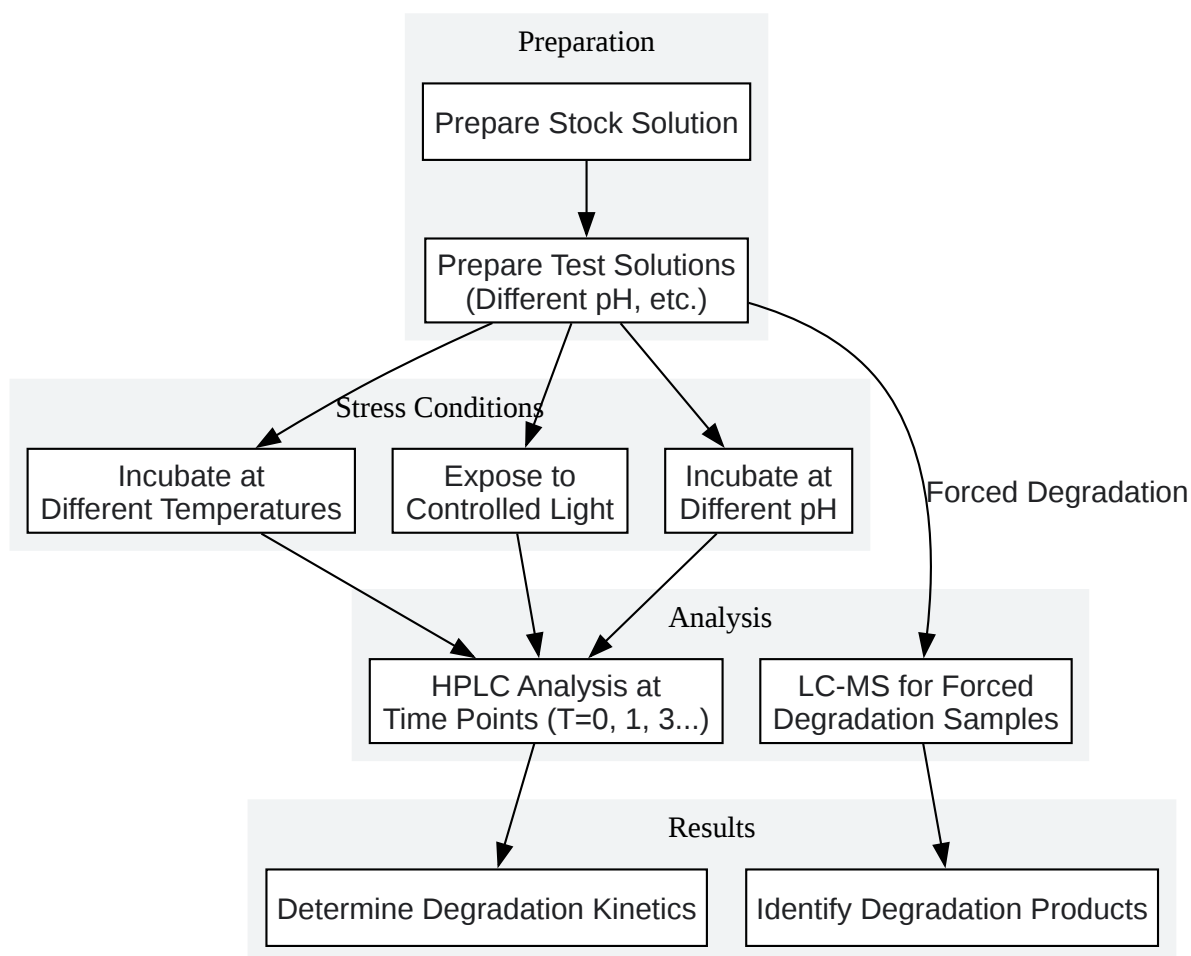 Preparation
Prepare Stock Solution
Prepare Test Solutions
(Different pH, etc.)
Stress Conditions
Incubate at
Different Temperatures
Expose to
Controlled Light
Incubate at
Different pH
Forced Degradation
Analysis
HPLC Analysis at
Time Points (T=0, 1, 3...)
LC-MS for Forced
Degradation Samples
Results
Determine Degradation Kinetics
Identify Degradation Products